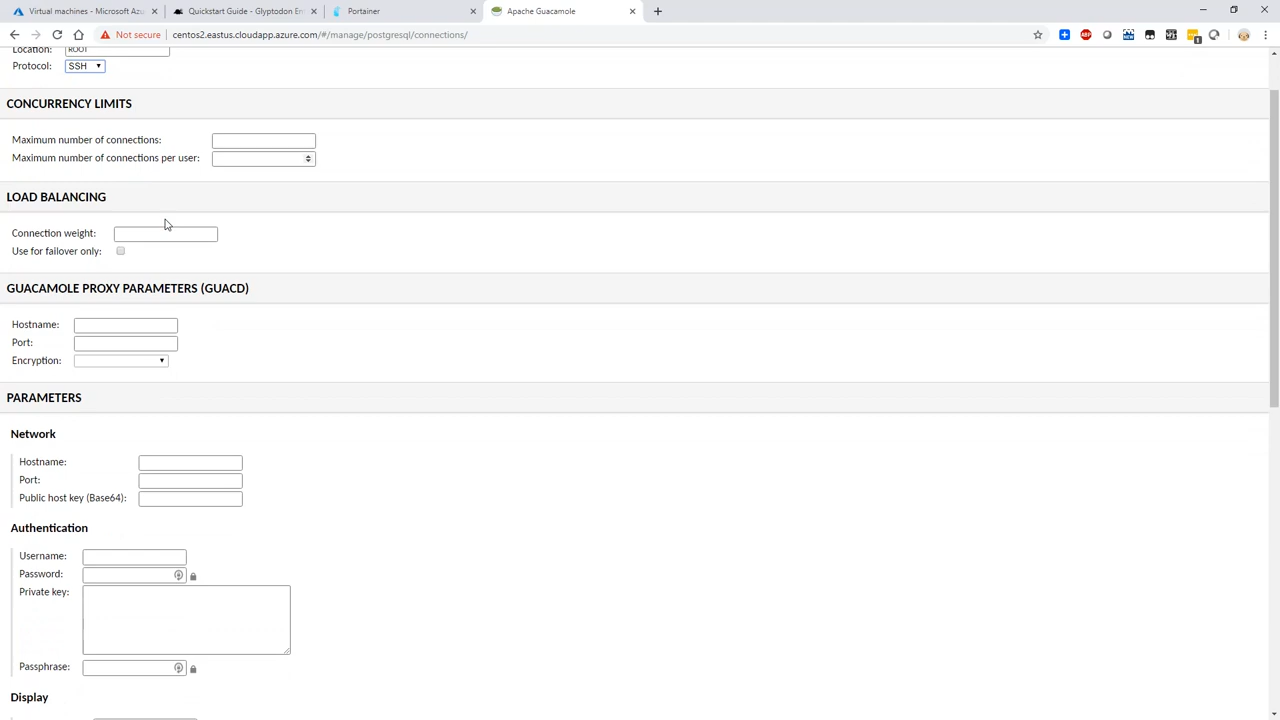 Virtual machines - Microsoft Azu
Quickstart Guide - Glyptodon En
Portainer
Apache Guacamole
Not secure
centos2.eastus.cloudapp.azure.com/#/manage/postgresql/connections/
Location:
ROOT
Protocol:
SSH
CONCURRENCY LIMITS
Maximum number of connections:
Maximum number of connections per user:
LOAD BALANCING
Connection weight:
Use for failover only:
GUACAMOLE PROXY PARAMETERS (GUACD)
Hostname:
Port:
Encryption:
PARAMETERS
Network
Hostname:
Port:
Public host key (Base64):
Authentication
Username:
Password:
Private key:
Passphrase:
Display